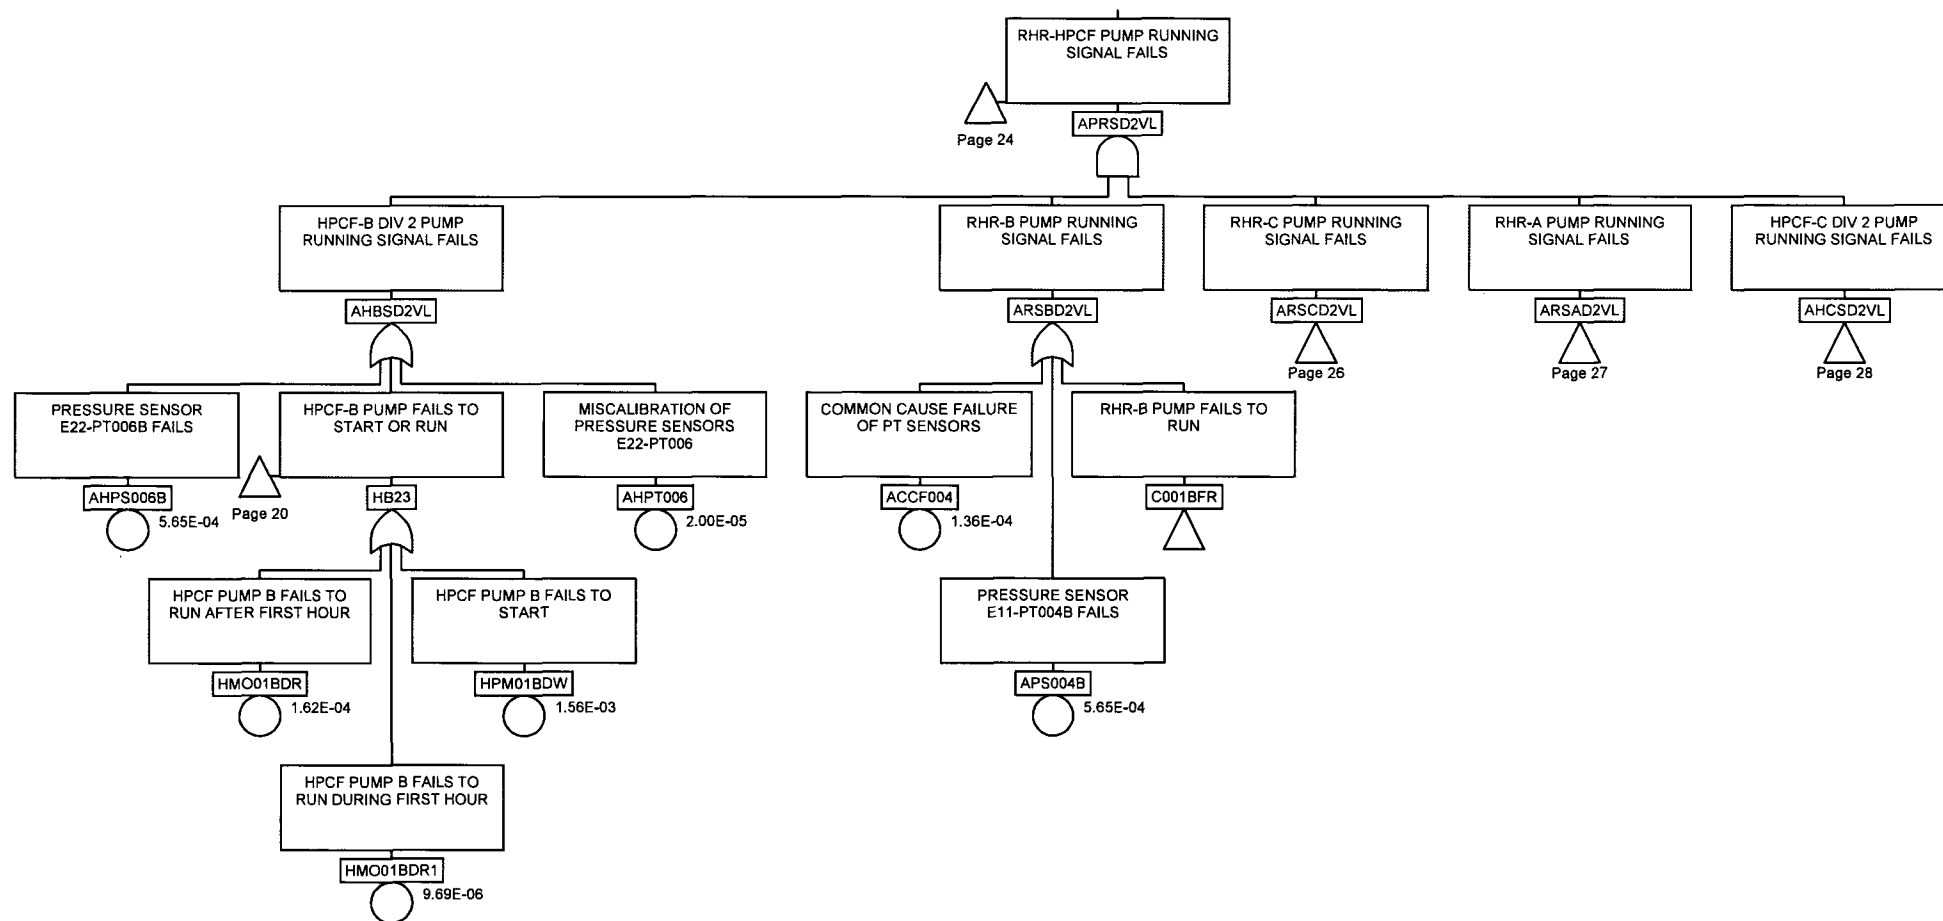 RHR-HPCF PUMP RUNNING
SIGNAL FAILS
Page 24
APRSD2VL
HPCF-B DIV 2 PUMP
RUNNING SIGNAL FAILS
AHBSD2VL
RHR-B PUMP RUNNING
SIGNAL FAILS
ARSBD2VL
RHR-C PUMP RUNNING
SIGNAL FAILS
ARSCD2VL
Page 26
RHR-A PUMP RUNNING
SIGNAL FAILS
ARSAD2VL
Page 27
HPCF-C DIV 2 PUMP
RUNNING SIGNAL FAILS
AHCSD2VL
Page 28
PRESSURE SENSOR
E22-PT006B FAILS
AHPS006B
5.65E-04
HPCF-B PUMP FAILS TO
START OR RUN
Page 20
HB23
MISCALIBRATION OF
PRESSURE SENSORS
E22-PT006
AHPT006
2.00E-05
COMMON CAUSE FAILURE
OF PT SENSORS
ACCF004
1.36E-04
RHR-B PUMP FAILS TO
RUN
C001BFR
HPCF PUMP B FAILS TO
RUN AFTER FIRST HOUR
HMO01BDR
1.62E-04
HPCF PUMP B FAILS TO
START
HPM01BDW
1.56E-03
PRESSURE SENSOR
E11-PT004B FAILS
APS004B
5.65E-04
HPCF PUMP B FAILS TO
RUN DURING FIRST HOUR
HMO01BDR1
9.69E-06